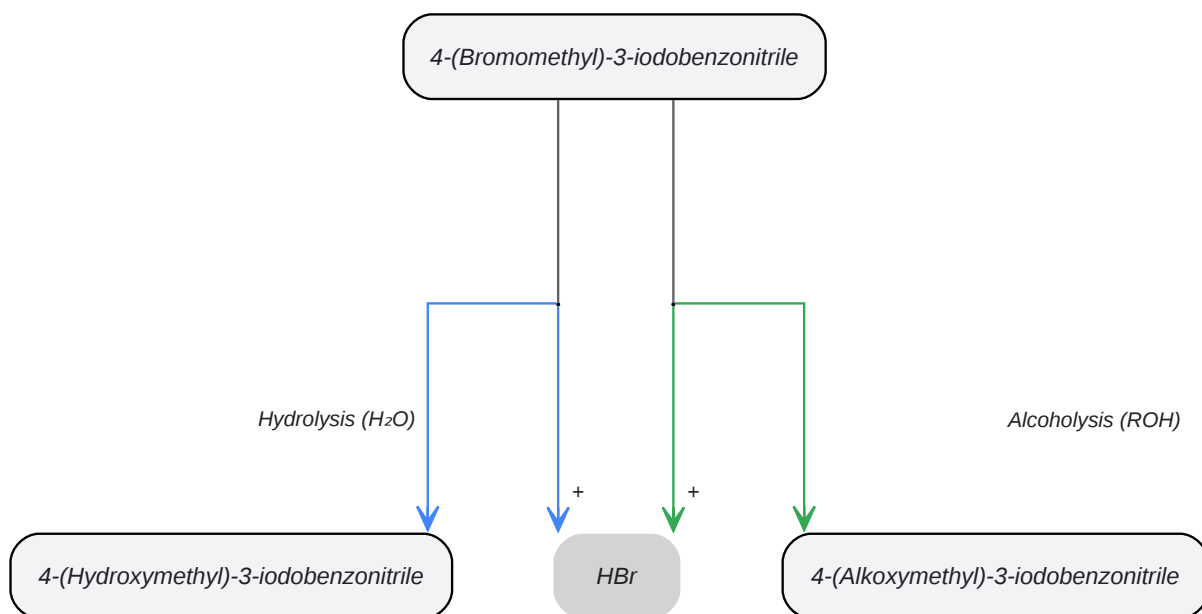 4-(Bromomethyl)-3-iodobenzonitrile
Hydrolysis (H₂O)
Alcoholysis (ROH)
+
+
4-(Hydroxymethyl)-3-iodobenzonitrile
HBr
4-(Alkoxymethyl)-3-iodobenzonitrile